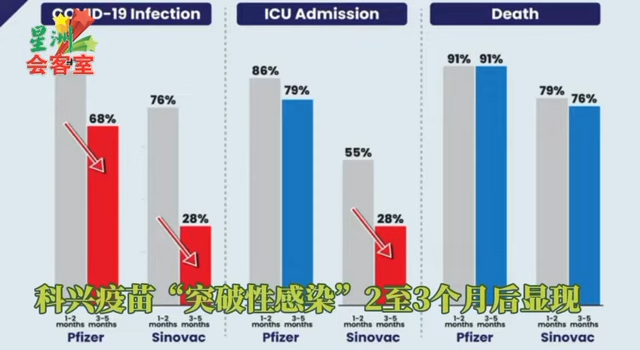 COVID-19 Infection
ICU Admission
Death
星洲
会客室
68%
76%
28%
86%
79%
55%
28%
91%
91%
79%
76%
科兴疫苗“突破性感染”2至3个月后显现
1-2 months
3-5 months
1-2 months
3-5 months
1-2 months
3-5 months
1-2 months
3-5 months
1-2 months
3-5 months
1-2 months
3-5 months
Pfizer
Sinovac
Pfizer
Sinovac
Pfizer
Sinovac